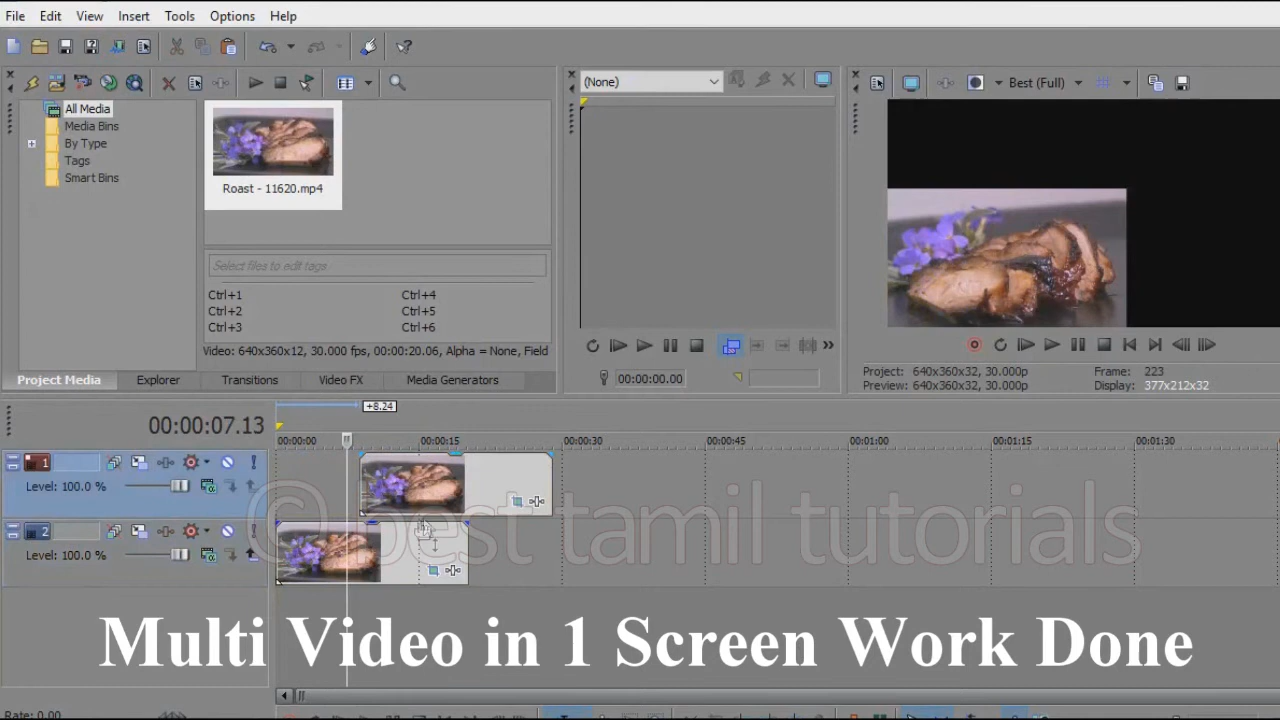 File Edit View Insert Tools Options Help
(None)
Best (Full)
All Media
Media Bins
By Type
Tags
Smart Bins
Roast - 11620.mp4
Select files to edit tags.
Ctrl+1 Ctrl+4
Ctrl+2 Ctrl+5
Ctrl+3 Ctrl+6
Video: 640x360x12, 30.000 fps, 00:00:20.06, Alpha = None, Field
Project Media Explorer Transitions Video FX Media Generators
00:00:00.00
Project: 640x360x32, 30.000p Frame: 223
Preview: 640x360x32, 30.000p Display: 377x212x32
+8.24
00:00:07.13
00:00:00 00:00:15 00:00:30 00:00:45 00:01:00 00:01:15 00:01:30
1
Level: 100.0 %
2
Level: 100.0 %
© best tamil tutorials
Multi Video in 1 Screen Work Done
Rate: 0.00